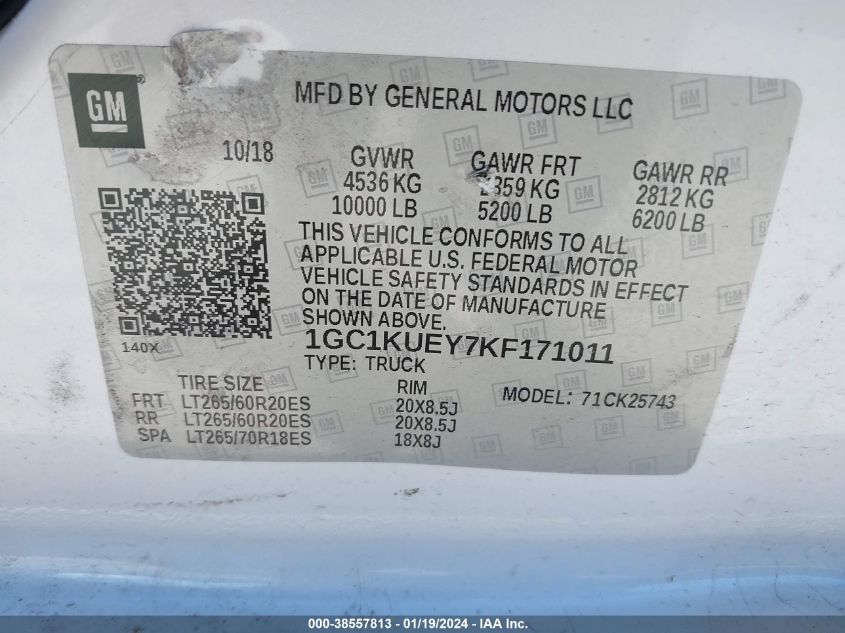 GM
MFD BY GENERAL MOTORS LLC
10/18
GVWR
4536 KG
10000 LB
GAWR FRT
359 KG
5200 LB
GAWR RR
2812 KG
6200 LB
THIS VEHICLE CONFORMS TO ALL
APPLICABLE U.S. FEDERAL MOTOR
VEHICLE SAFETY STANDARDS IN EFFECT
ON THE DATE OF MANUFACTURE
SHOWN ABOVE.
140X
1GC1KUEY7KF171011
TYPE: TRUCK
MODEL: 71CK25743
TIRE SIZE RIM
FRT LT265/60R20ES 20X8.5J
RR LT265/60R20ES 20X8.5J
SPA LT265/70R18ES 18X8J
000-38557813 - 01/19/2024 - IAA Inc.